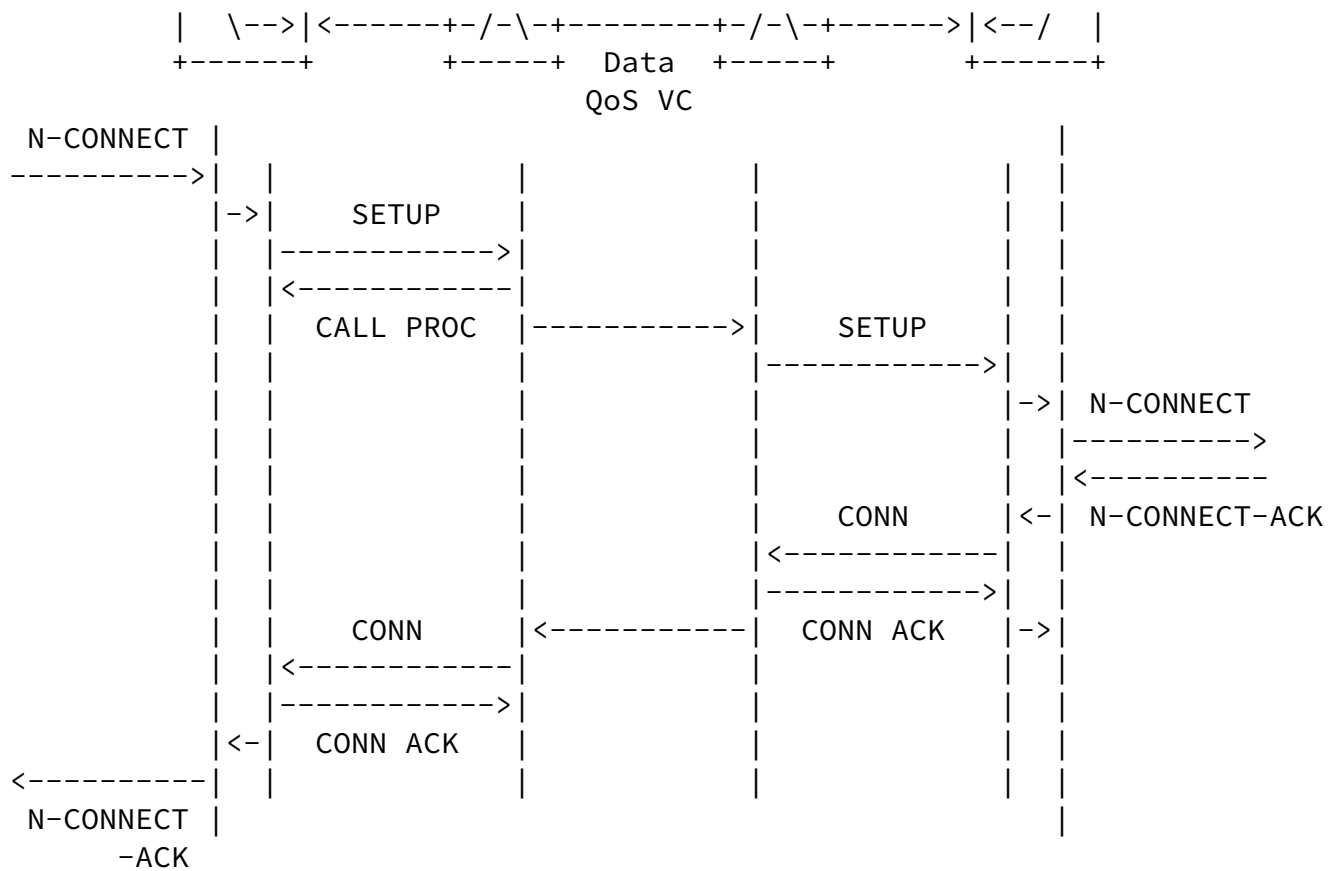 |  \-->|<------+-/-\-+--------+-/-\-+------>|<--/  |
+------+       +-----+  Data  +-----+       +------+
QoS VC
N-CONNECT |                                              |
---------->|  |             |            |             |  |
|->|    SETUP    |            |             |  |
|  |------------>|            |             |  |
|  |<------------|            |             |  |
|  |  CALL PROC  |----------->|    SETUP    |  |
|  |             |            |------------>|  |
|  |             |            |             |->| N-CONNECT
|  |             |            |             |  |---------->
|  |             |            |             |  |<----------
|  |             |            |    CONN     |<-| N-CONNECT-ACK
|  |             |            |<------------|  |
|  |             |            |------------>|  |
|  |    CONN     |<-----------|  CONN ACK   |->|
|  |<------------|            |             |  |
|  |------------>|            |             |  |
|<-|  CONN ACK   |            |             |  |
<----------|  |             |            |             |  |
N-CONNECT |                                              |
-ACK